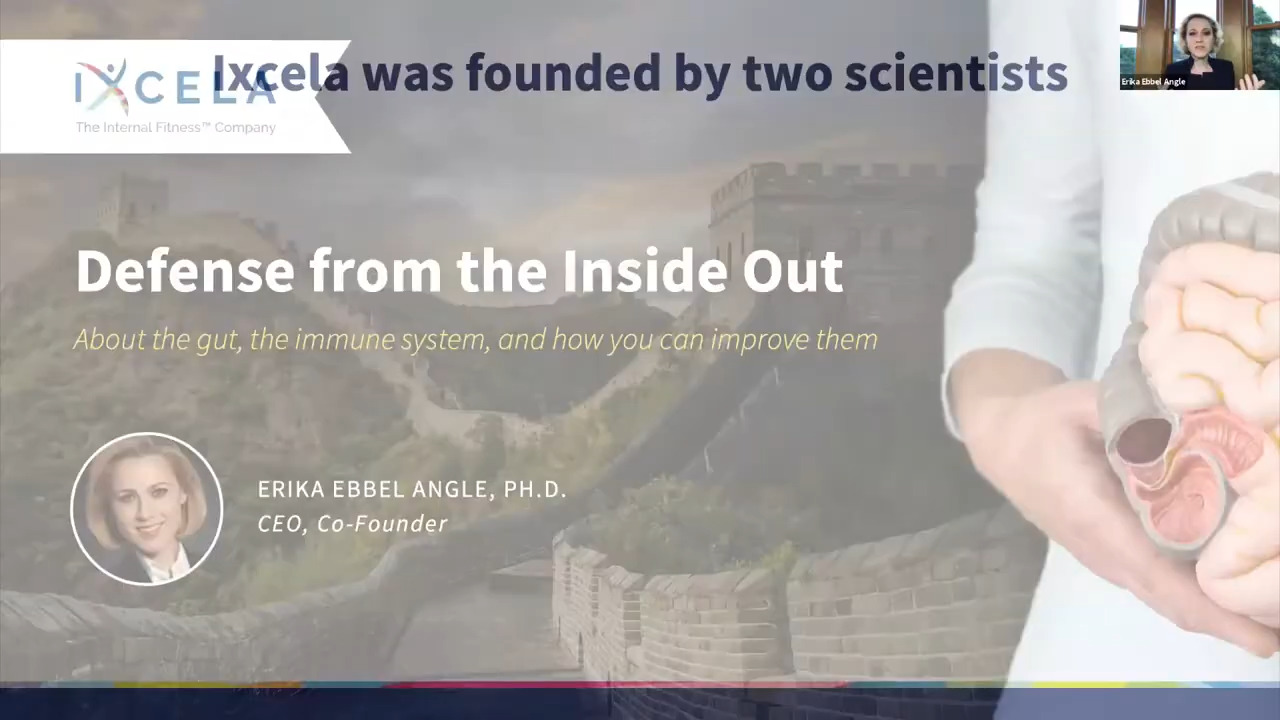 Ixcela was founded by two scientists
IXCELA
The Internal Fitness™ Company
Erika Ebbel Angle
Defense from the Inside Out
About the gut, the immune system, and how you can improve them
ERIKA EBBEL ANGLE, PH.D.
CEO, Co-Founder